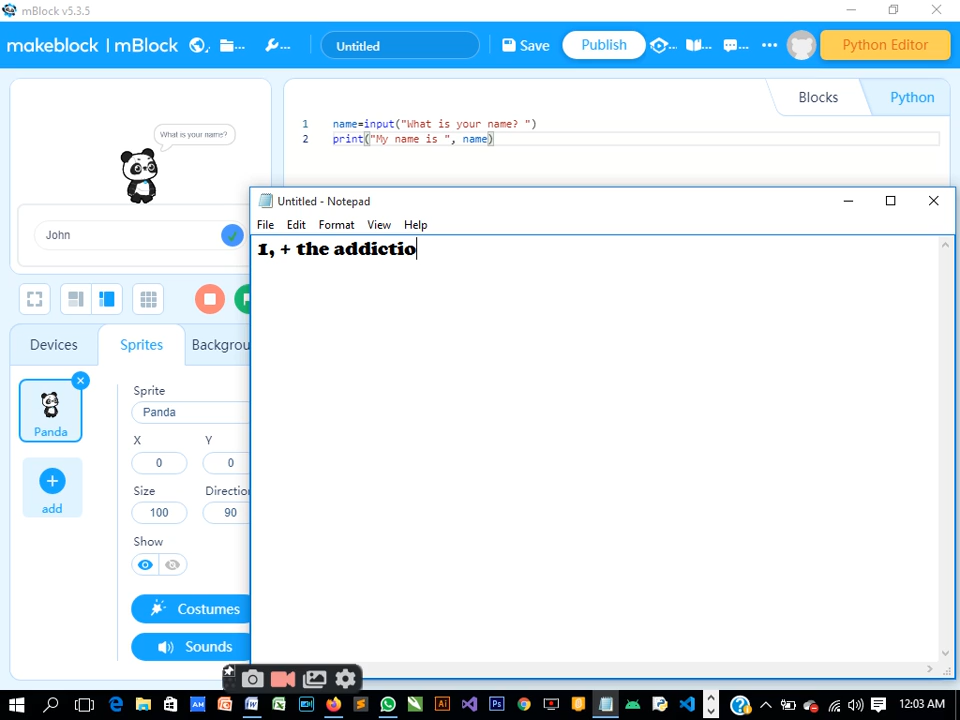 mBlock v5.3.5
makeblock | mBlock
Untitled
Save
Publish
Python Editor
Blocks
Python
What is your name?
1 name=input("What is your name? ")
2 print("My name is ", name)
John
Untitled - Notepad
File Edit Format View Help
1, + the addictio
Devices
Sprites
Backgrou
Sprite
Panda
Panda
X
Y
0
0
add
Size
Direction
100
90
Show
Costumes
Sounds
12:03 AM